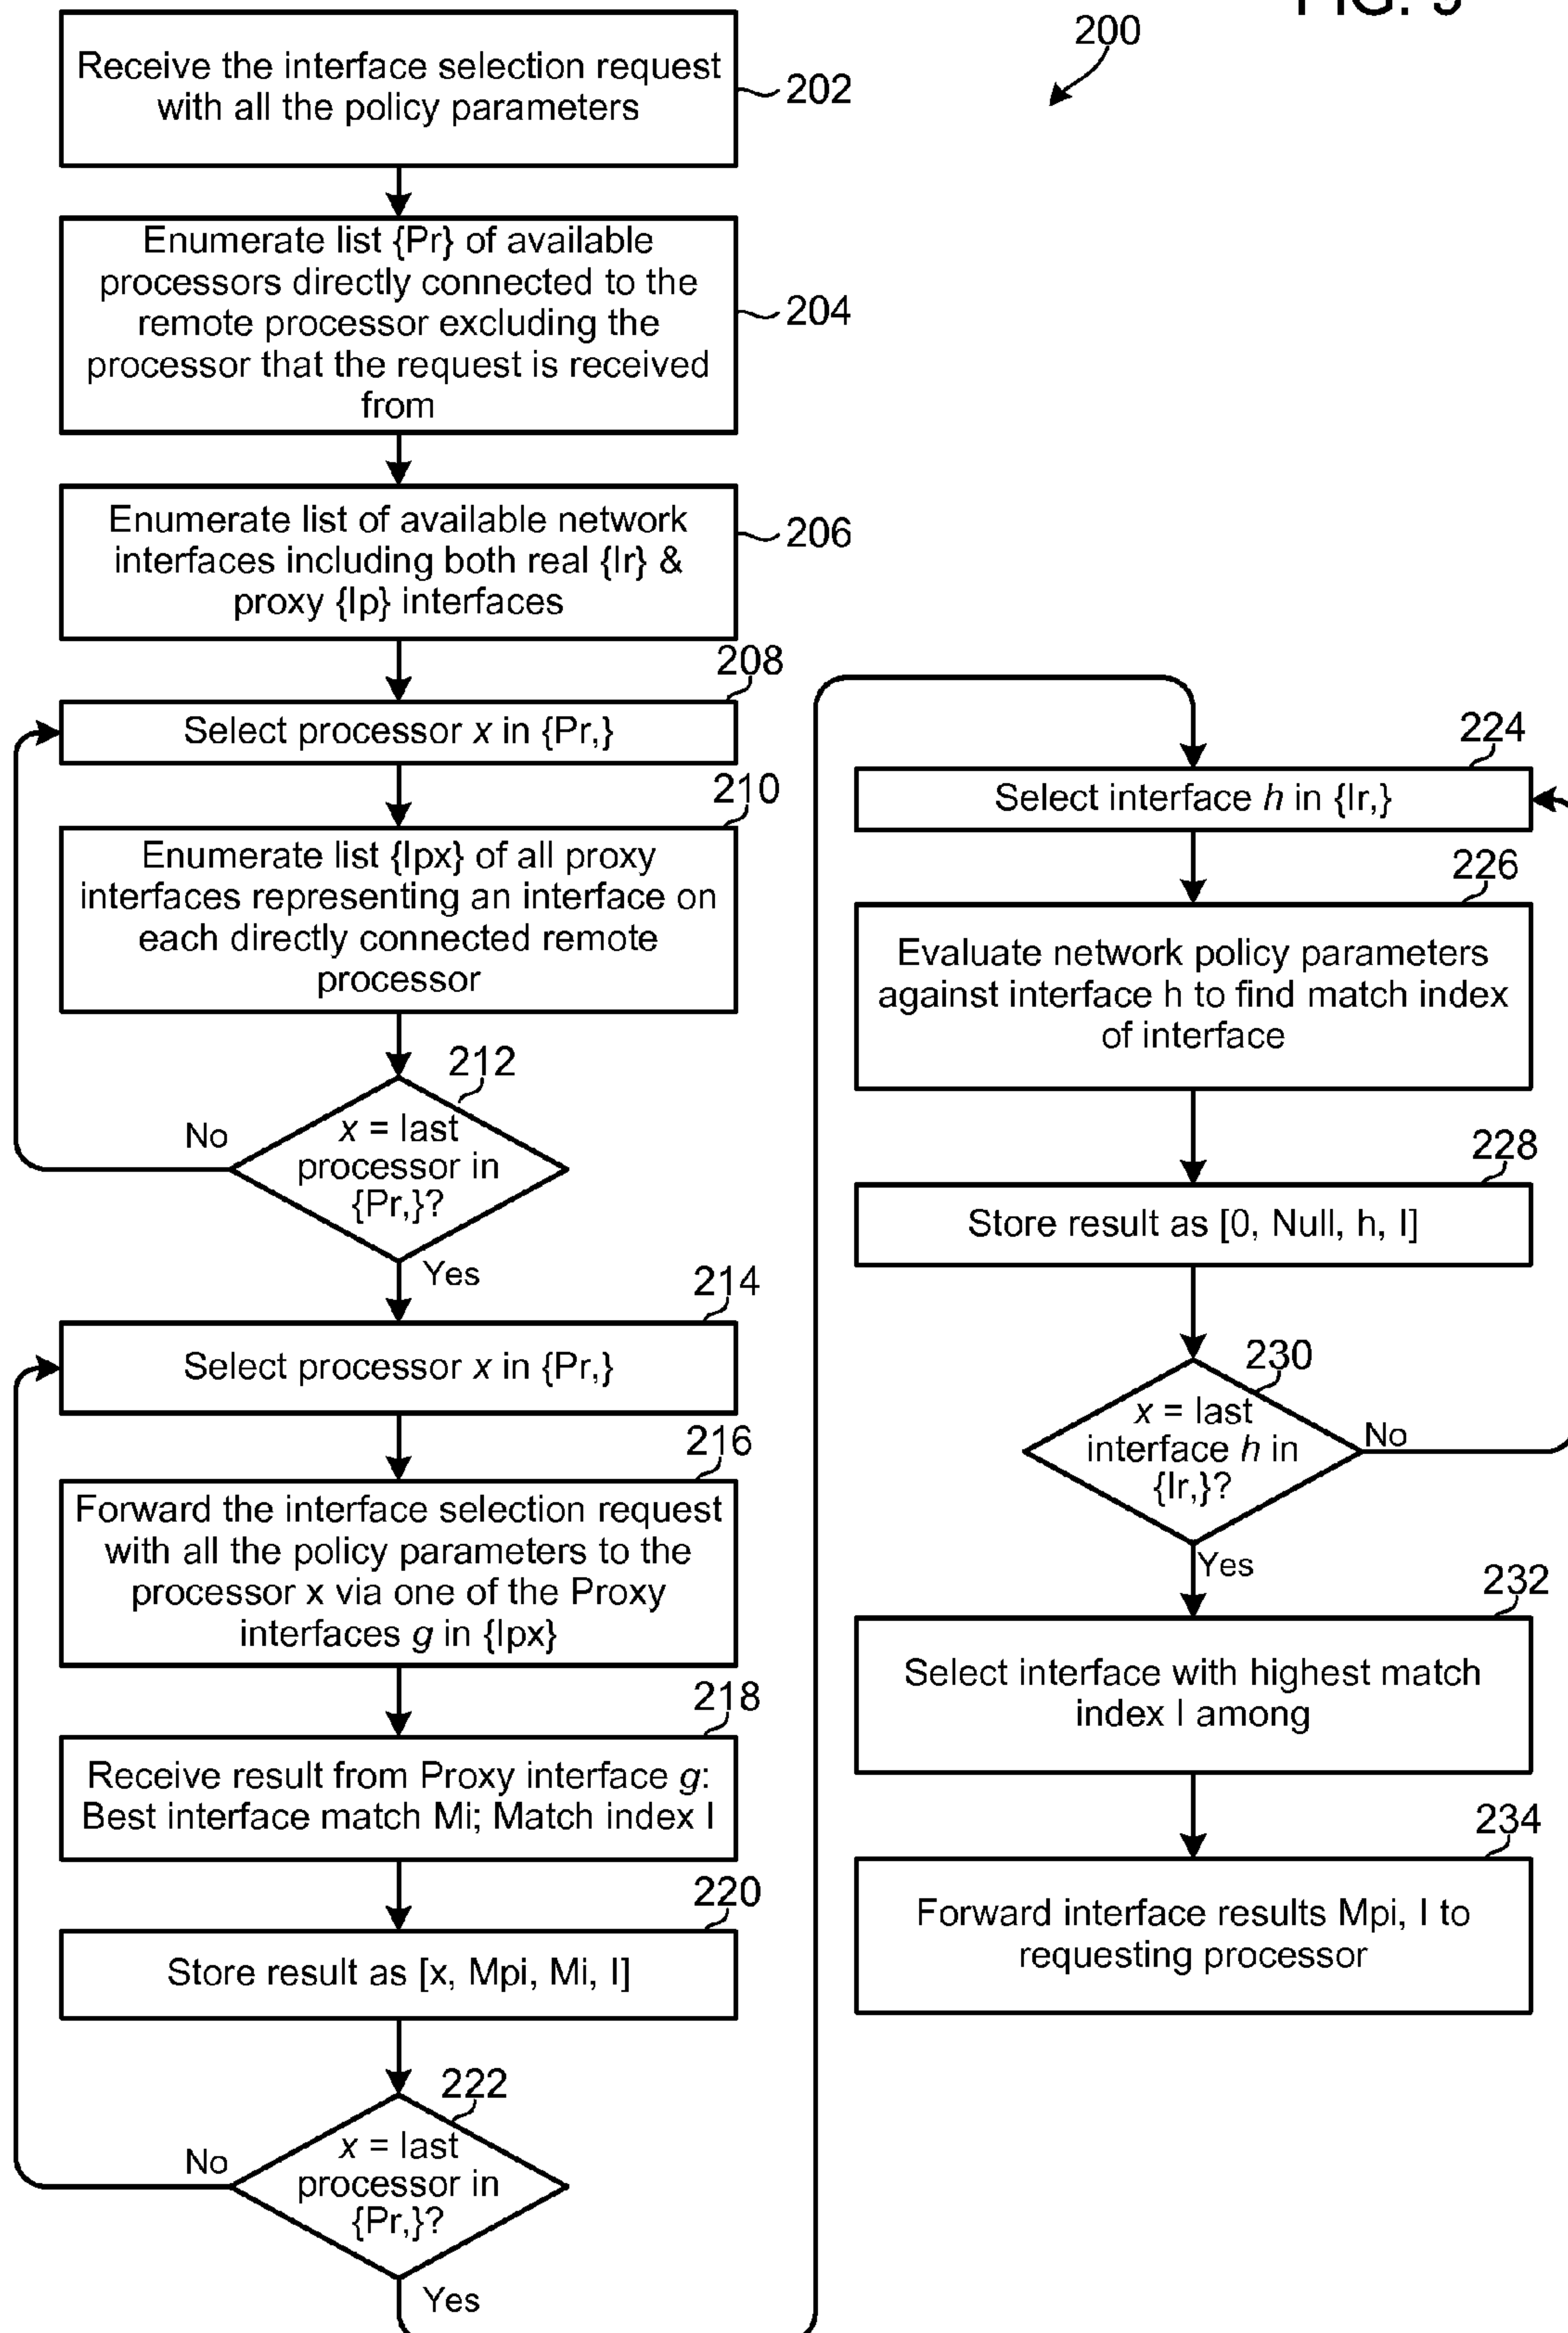 200
Receive the interface selection request
with all the policy parameters
202
Enumerate list {Pr} of available
processors directly connected to the
remote processor excluding the
processor that the request is received
from
204
Enumerate list of available network
interfaces including both real {Ir} &
proxy {Ip} interfaces
206
208
Select processor x in {Pr,}
210
Enumerate list {Ipx} of all proxy
interfaces representing an interface on
each directly connected remote
processor
212
x = last
processor in
{Pr,}?
No
Yes
214
Select processor x in {Pr,}
216
Forward the interface selection request
with all the policy parameters to the
processor x via one of the Proxy
interfaces g in {Ipx}
218
Receive result from Proxy interface g:
Best interface match Mi; Match index I
220
Store result as [x, Mpi, Mi, I]
222
x = last
processor in
{Pr,}?
No
Yes
224
Select interface h in {Ir,}
226
Evaluate network policy parameters
against interface h to find match index
of interface
228
Store result as [0, Null, h, I]
230
x = last
interface h in
{Ir,}?
No
Yes
232
Select interface with highest match
index I among
234
Forward interface results Mpi, I to
requesting processor